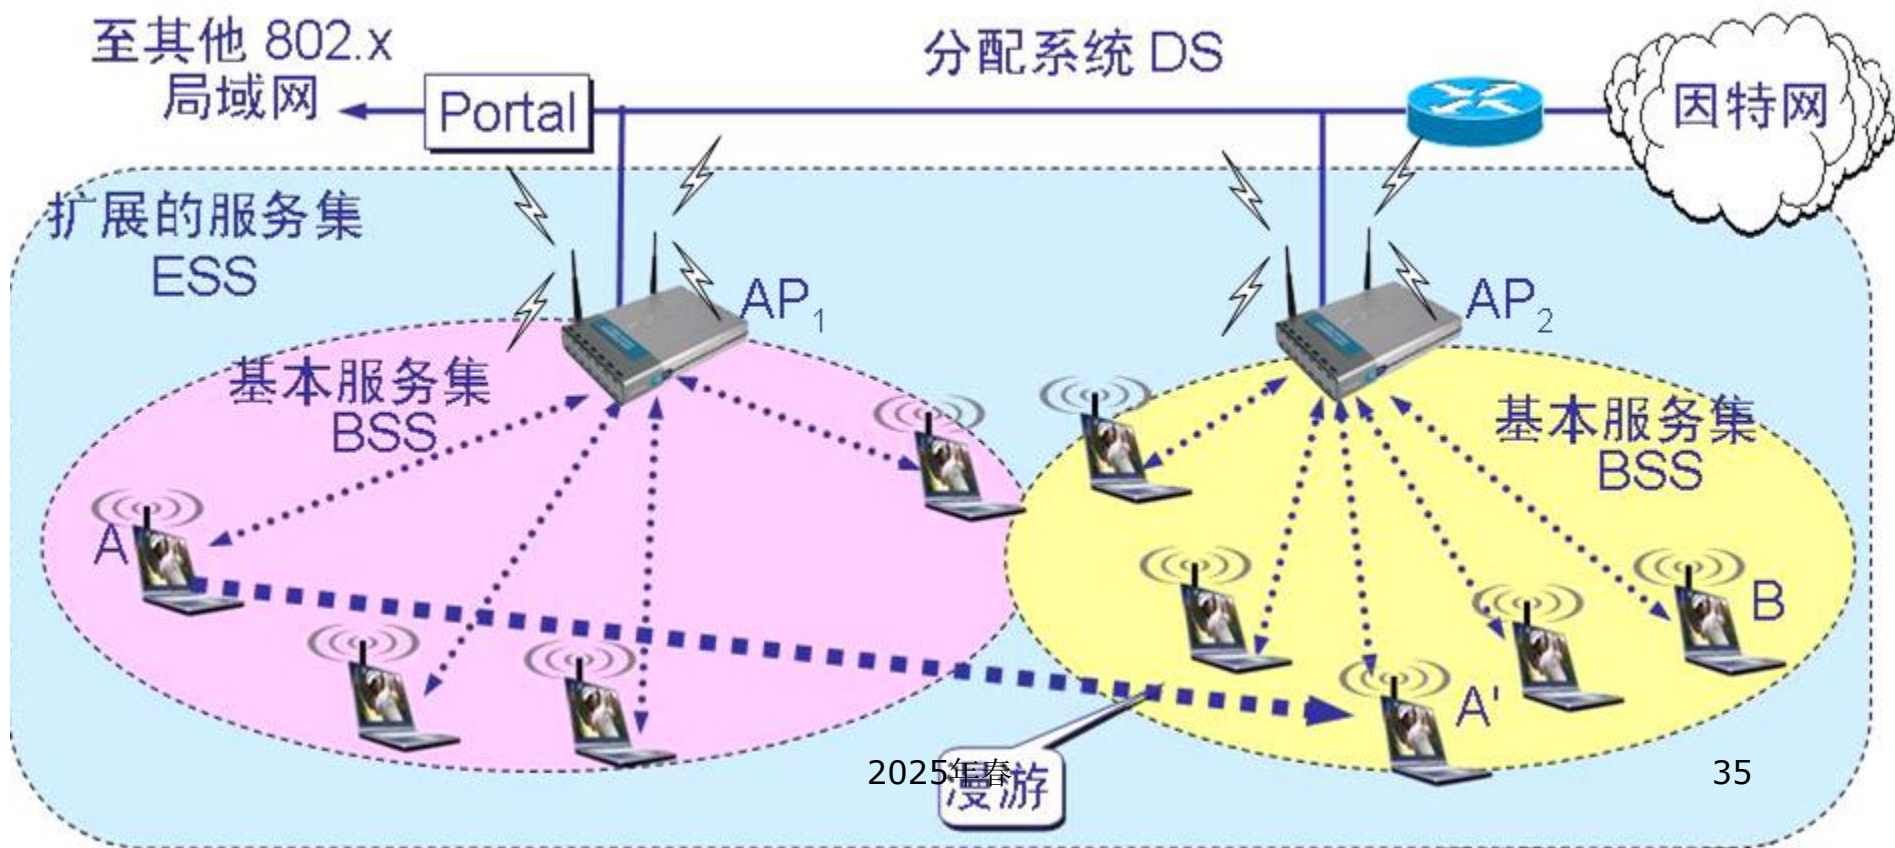 至其他 802.x
局域网
Portal
分配系统 DS
因特网
扩展的服务集
ESS
AP1
AP2
基本服务集
BSS
基本服务集
BSS
A
B
A'
2025年春
漫游
35